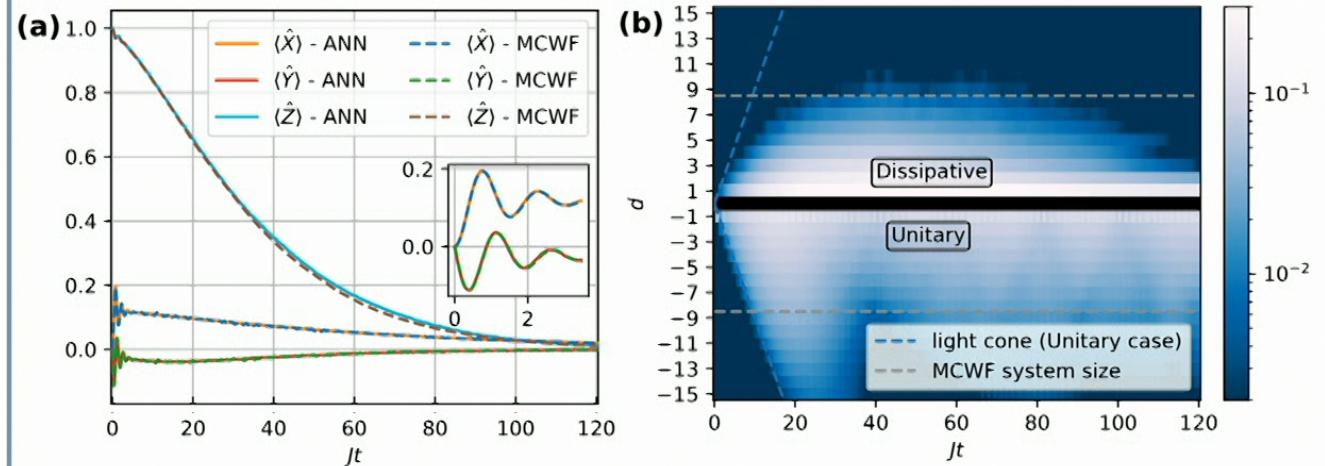 (a)
⟨X̂⟩ - ANN
⟨X̂⟩ - MCWF
⟨Ŷ⟩ - ANN
⟨Ŷ⟩ - MCWF
⟨Ẑ⟩ - ANN
⟨Ẑ⟩ - MCWF
1.0
0.8
0.6
0.4
0.2
0.0
0.2
0.0
0 2
0 20 40 60 80 100 120
Jt
(b)
d
15
13
11
9
7
5
3
1
−1
−3
−5
−7
−9
−11
−13
−15
Dissipative
Unitary
light cone (Unitary case)
MCWF system size
0 20 40 60 80 100 120
Jt
10⁻¹
10⁻²